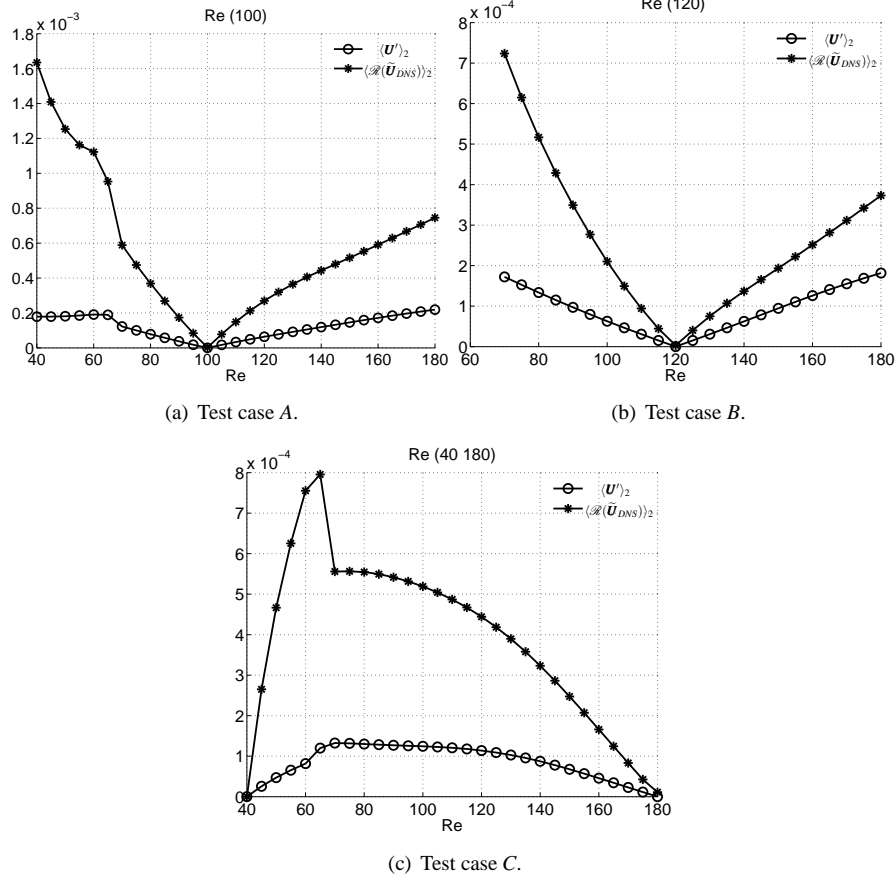 x 10⁻³
Re (100)
1.8
1.6
1.4
1.2
1
0.8
0.6
0.4
0.2
0
40 60 80 100 120 140 160 180
Re
⟨U′⟩₂
⟨ℛ(Ũ_DNS)⟩₂
(a) Test case A.
x 10⁻⁴
Re (120)
8
7
6
5
4
3
2
1
0
60 80 100 120 140 160 180
Re
⟨U′⟩₂
⟨ℛ(Ũ_DNS)⟩₂
(b) Test case B.
x 10⁻⁴
Re (40 180)
8
7
6
5
4
3
2
1
0
40 60 80 100 120 140 160 180
Re
⟨U′⟩₂
⟨ℛ(Ũ_DNS)⟩₂
(c) Test case C.